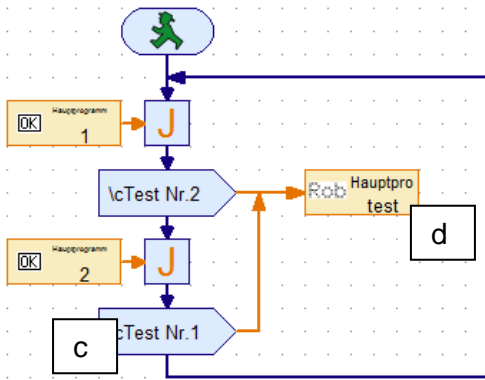 OK Hauptprogramm
1
J
\cTest Nr.2
Rob Hauptpro
test
d
OK Hauptprogramm
2
J
cTest Nr.1
c